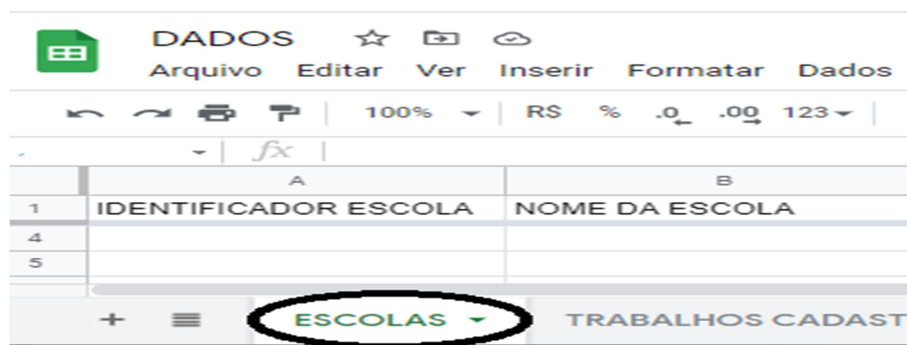 DADOS
Arquivo Editar Ver Inserir Formatar Dados
100% R$ % .0 .00 123
fx
A B
1 IDENTIFICADOR ESCOLA NOME DA ESCOLA
4
5
+ ESCOLAS TRABALHOS CADAST